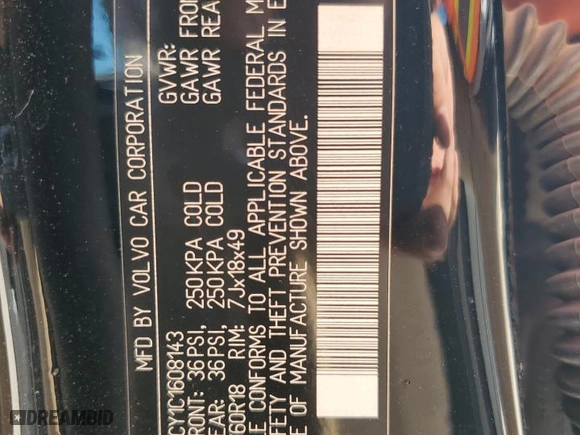 MFD BY VOLVO CAR CORPORATION
GVWR:
GAWR FRO
GAWR REA
CY1C1608143
RONT: 36PSI, 250KPA COLD
EAR: 36PSI, 250KPA COLD
60R18 RIM: 7Jx18x49
LE CONFORMS TO ALL APPLICABLE FEDERAL M
FETY AND THEFT PREVENTION STANDARDS IN E
E OF MANUFACTURE SHOWN ABOVE.
DREAMBID